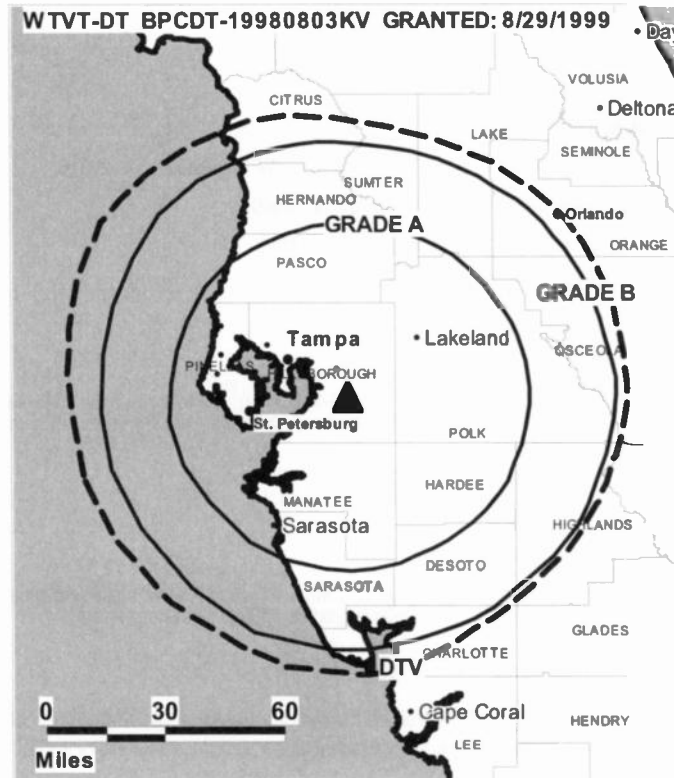 WTVT-DT BPCDT-19980803KV GRANTED: 8/29/1999
Day
VOLUSIA
CITRUS
Deltona
LAKE
SEMINOLE
SUMTER
HERNANDO
Orlando
GRADE A
ORANGE
PASCO
GRADE B
Tampa
Lakeland
OSCEOLA
PINELLAS
BOROUGH
St. Petersburg
POLK
HARDEE
MANATEE
Sarasota
HIGHLANDS
DESOTO
SARASOTA
GLADES
CHARLOTTE
DTV
0 30 60
Cape Coral
HENDRY
LEE
Miles